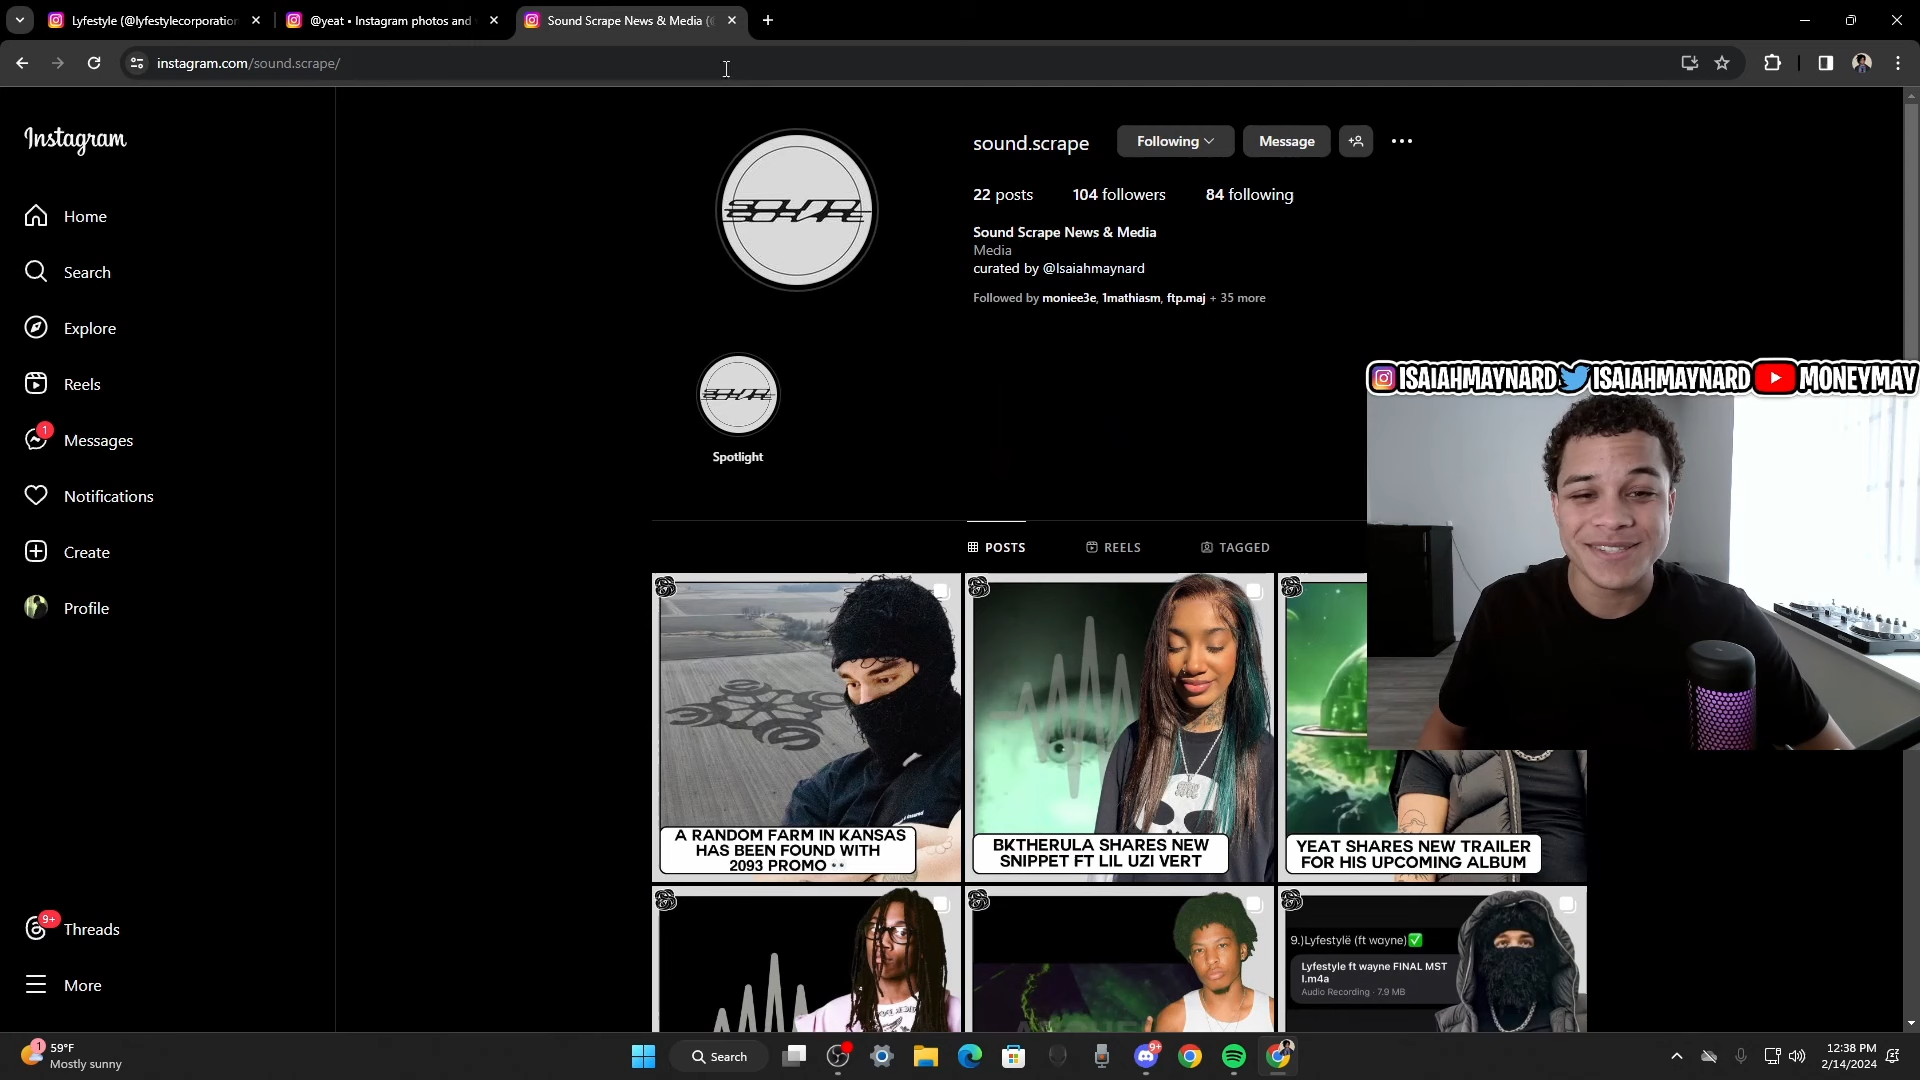 Lyfestyle (@lyfestylecorporation
@yeat • Instagram photos and
Sound Scrape News & Media (
instagram.com/sound.scrape/
Instagram
Home
Search
Explore
Reels
1
Messages
Notifications
Create
Profile
9+
Threads
More
sound.scrape
Following
Message
22 posts
104 followers
84 following
Sound Scrape News & Media
Media
curated by @Isaiahmaynard
Followed by moniee3e, 1mathiasm, ftp.maj + 35 more
Spotlight
ISAIAHMAYNARD
ISAIAHMAYNARD
MONEYMAY
POSTS
REELS
TAGGED
A RANDOM FARM IN KANSAS
HAS BEEN FOUND WITH
2093 PROMO 👀
BKTHERULA SHARES NEW
SNIPPET FT LIL UZI VERT
YEAT SHARES NEW TRAILER
FOR HIS UPCOMING ALBUM
9.)Lyfestylë (ft wayne)✅
Lyfestyle ft wayne FINAL MST
I.m4a
Audio Recording · 7.9 MB
1
59°F
Mostly sunny
Search
9+
12:38 PM
2/14/2024